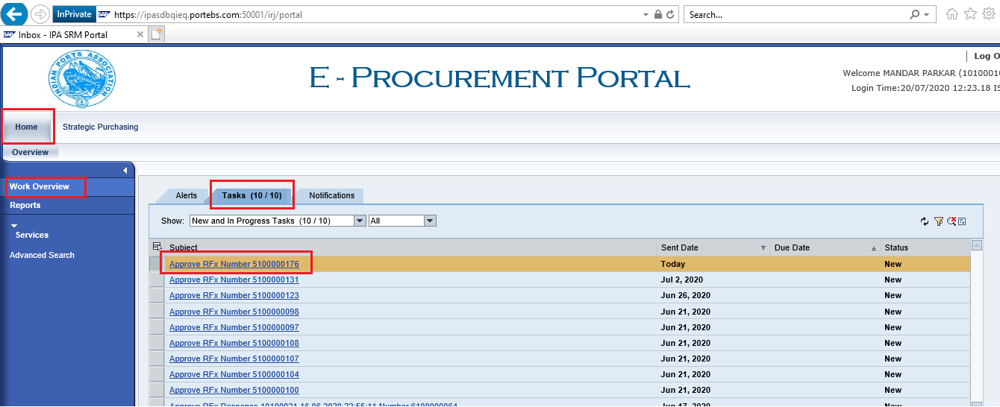 InPrivate
https://ipasdbqieq.portebs.com:50001/irj/portal
Search...
Inbox - IPA SRM Portal
INDIAN PORTS ASSOCIATION
E - PROCUREMENT PORTAL
Log O
Welcome MANDAR PARKAR (1010001
Login Time:20/07/2020 12:23.18 IS
Home Strategic Purchasing
Overview
Work Overview
Reports
Services
Advanced Search
Alerts Tasks (10 / 10) Notifications
Show: New and In Progress Tasks (10 / 10) All
Subject Sent Date Due Date Status
Approve RFx Number 5100000176 Today New
Approve RFx Number 5100000131 Jul 2, 2020 New
Approve RFx Number 5100000123 Jun 26, 2020 New
Approve RFx Number 5100000098 Jun 21, 2020 New
Approve RFx Number 5100000097 Jun 21, 2020 New
Approve RFx Number 5100000108 Jun 21, 2020 New
Approve RFx Number 5100000107 Jun 21, 2020 New
Approve RFx Number 5100000104 Jun 21, 2020 New
Approve RFx Number 5100000100 Jun 21, 2020 New
Approve RFx Response 10100021 16.06.2020 22:55:11 Number 6100000064 Jun 17, 2020 New